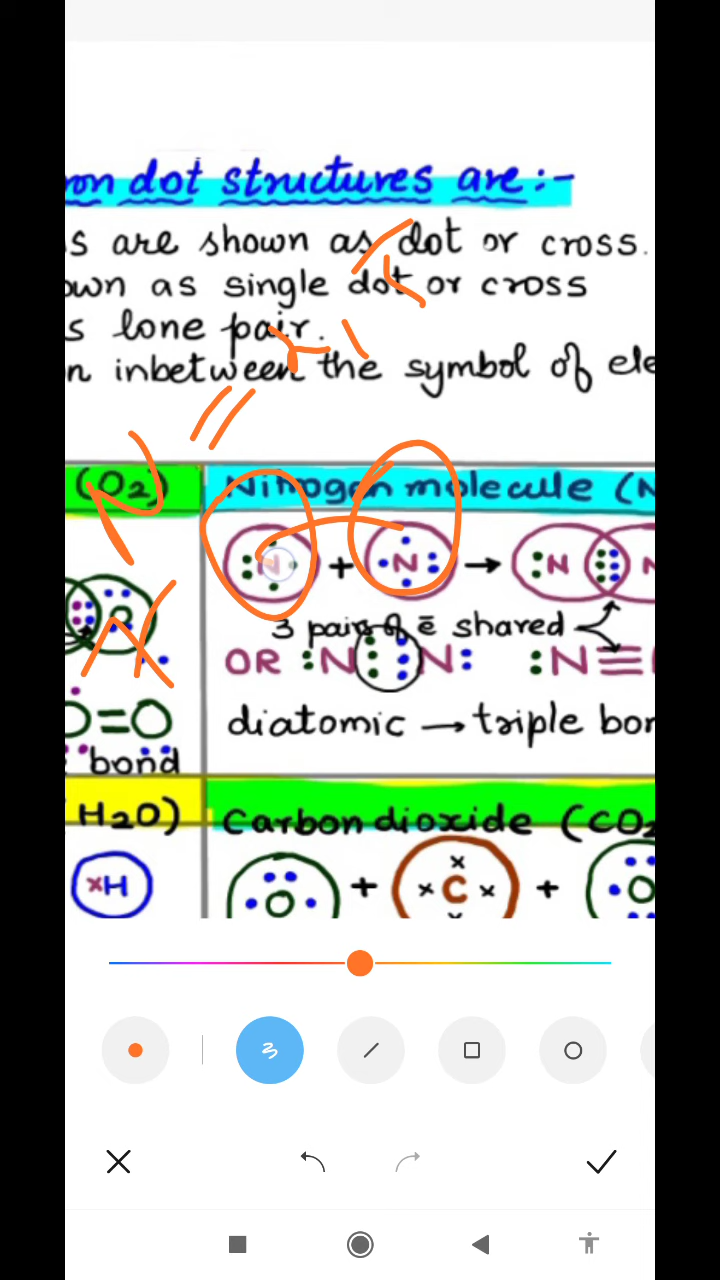 on dot structures are :-
s are shown as dot or cross.
own as single dot or cross
s lone pair.
n inbetween the symbol of ele
(O2) Nitrogen molecule (N
:N + N: → :N N
3 pair of ē shared
OR :N N: :N≡
O=O diatomic → triple bon
bond
H2O) Carbon dioxide (CO2
xH O + C + O